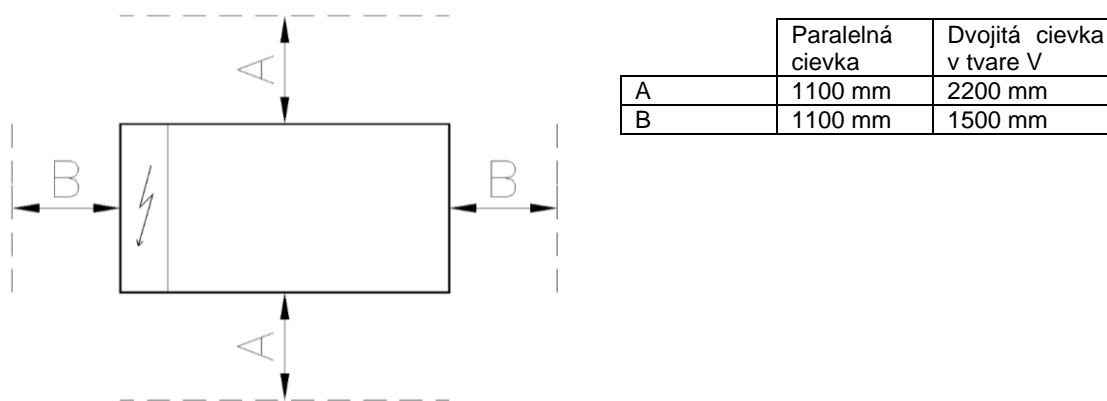 A
B
B
A
Paralelná Dvojitá cievka
cievka v tvare V
A 1100 mm 2200 mm
B 1100 mm 1500 mm